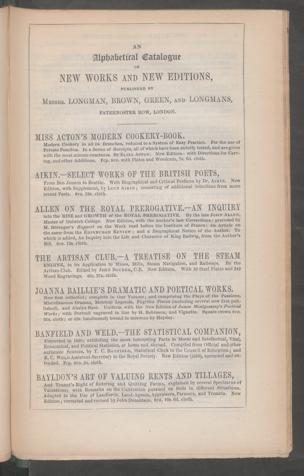 AN
Alphabetical Catalogue
OF
NEW WORKS AND NEW EDITIONS,
PUBLISHED BY
MESSRS. LONGMAN, BROWN, GREEN, AND LONGMANS,
PATERNOSTER ROW, LONDON.
MISS ACTON'S MODERN COOKERY-BOOK.
Modern Cookery in all its Branches, reduced to a System of Easy Practice. For the use of
Private Families. In a Series of Receipts, all of which have been strictly tested, and are given
with the most minute exactness. By ELIZA ACTON. New Edition; with Directions for Carv-
ing, and other Additions. Fcp. 8vo. with Plates and Woodcuts, 7s. 6d. cloth.
AIKIN.—SELECT WORKS OF THE BRITISH POETS,
From Ben Jonson to Beattie. With Biographical and Critical Prefaces by Dr. AIKIN. New
Edition, with Supplement, by LUCY AIKIN; consisting of additional Selections from more
recent Poets. 8vo. 18s. cloth.
ALLEN ON THE ROYAL PREROGATIVE.—AN INQUIRY
into the RISE and GROWTH of the ROYAL PREROGATIVE. By the late JOHN ALLEN,
Master of Dulwich College. New Edition, with the Author's last Corrections: preceded by
the same from the EDINBURGH REVIEW; and a Biographical Notice of the Author. To
which is added, An Inquiry into the Life and Character of King Eadwig, from the Author's
MS. 8vo. cloth.
THE ARTISAN CLUB.—A TREATISE ON THE STEAM
ENGINE, in its Application to Mines, Mills, Steam Navigation, and Railways. By the
Artisan Club. Edited by JOHN BOURNE, C.E. New Edition. With Steel Plates and
Wood Engravings. 4to. 27s. cloth.
JOANNA BAILLIE'S DRAMATIC AND POETICAL WORKS.
New first collective; complete in One Volume; and comprising the Plays of the Passions,
Miscellaneous Dramas, Metrical Legends, Fugitive Pieces (including several now first pub-
lished), and Ahalya Baee. Uniform with the new Edition of James Montgomery's Poetical
Works; with Portrait engraved in line by H. Robinson, and Vignette. Square crown 8vo.
21s. cloth; or 42s. handsomely bound in morocco by Hayday.
BANFIELD AND WELD.—THE STATISTICAL COMPANION,
Corrected to 1850; exhibiting the most interesting Facts in Moral and Intellectual, Vital,
Economical, and Political Statistics, at home and abroad. Compiled from Official and other
authentic Sources, by T. C. BANFIELD, Statistical Clerk to the Council of Education; and
C. R. WELD, Assistant Secretary to the Royal Society. New Edition (1850), corrected and ex-
tended. Fcp. 8vo. 5s. cloth.
BAYLDON'S ART OF VALUING RENTS AND TILLAGES,
And Tenant's Right of Entering and Quitting Farms, explained by several Specimens of
Valuations; with Remarks on the Cultivation pursued on Soils in different Situations.
Adapted to the Use of Landlords, Land-Agents, Appraisers, Farmers, and Tenants. New
Edition; corrected and revised by John Donaldson. 8vo. 10s. 6d. cloth.